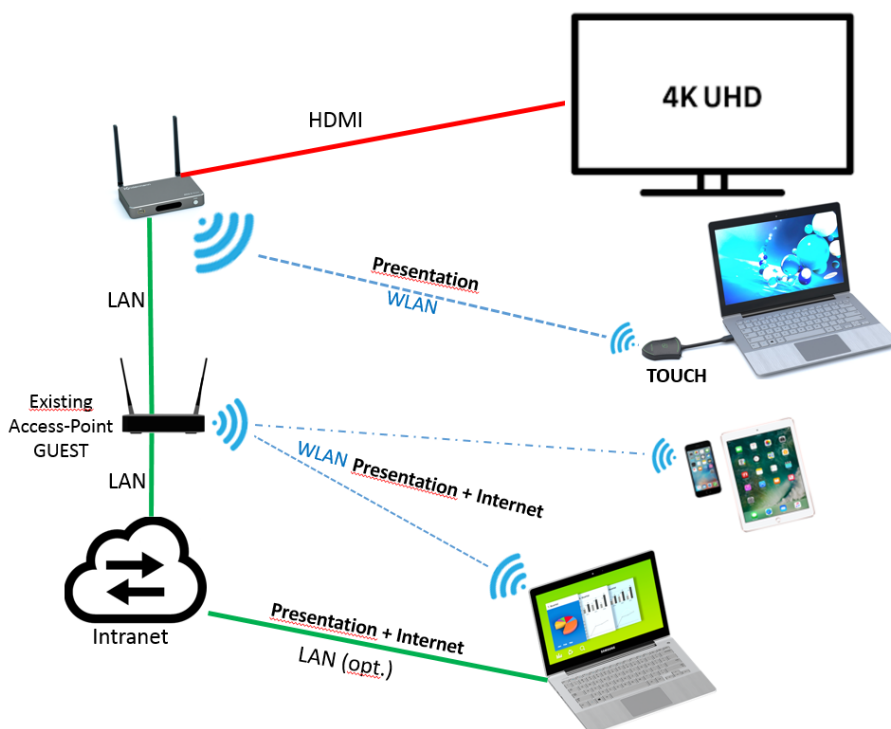 4K UHD
HDMI
Presentation
WLAN
LAN
TOUCH
Existing
Access-Point
GUEST
WLAN Presentation + Internet
LAN
Intranet
Presentation + Internet
LAN (opt.)
SAMSUNG